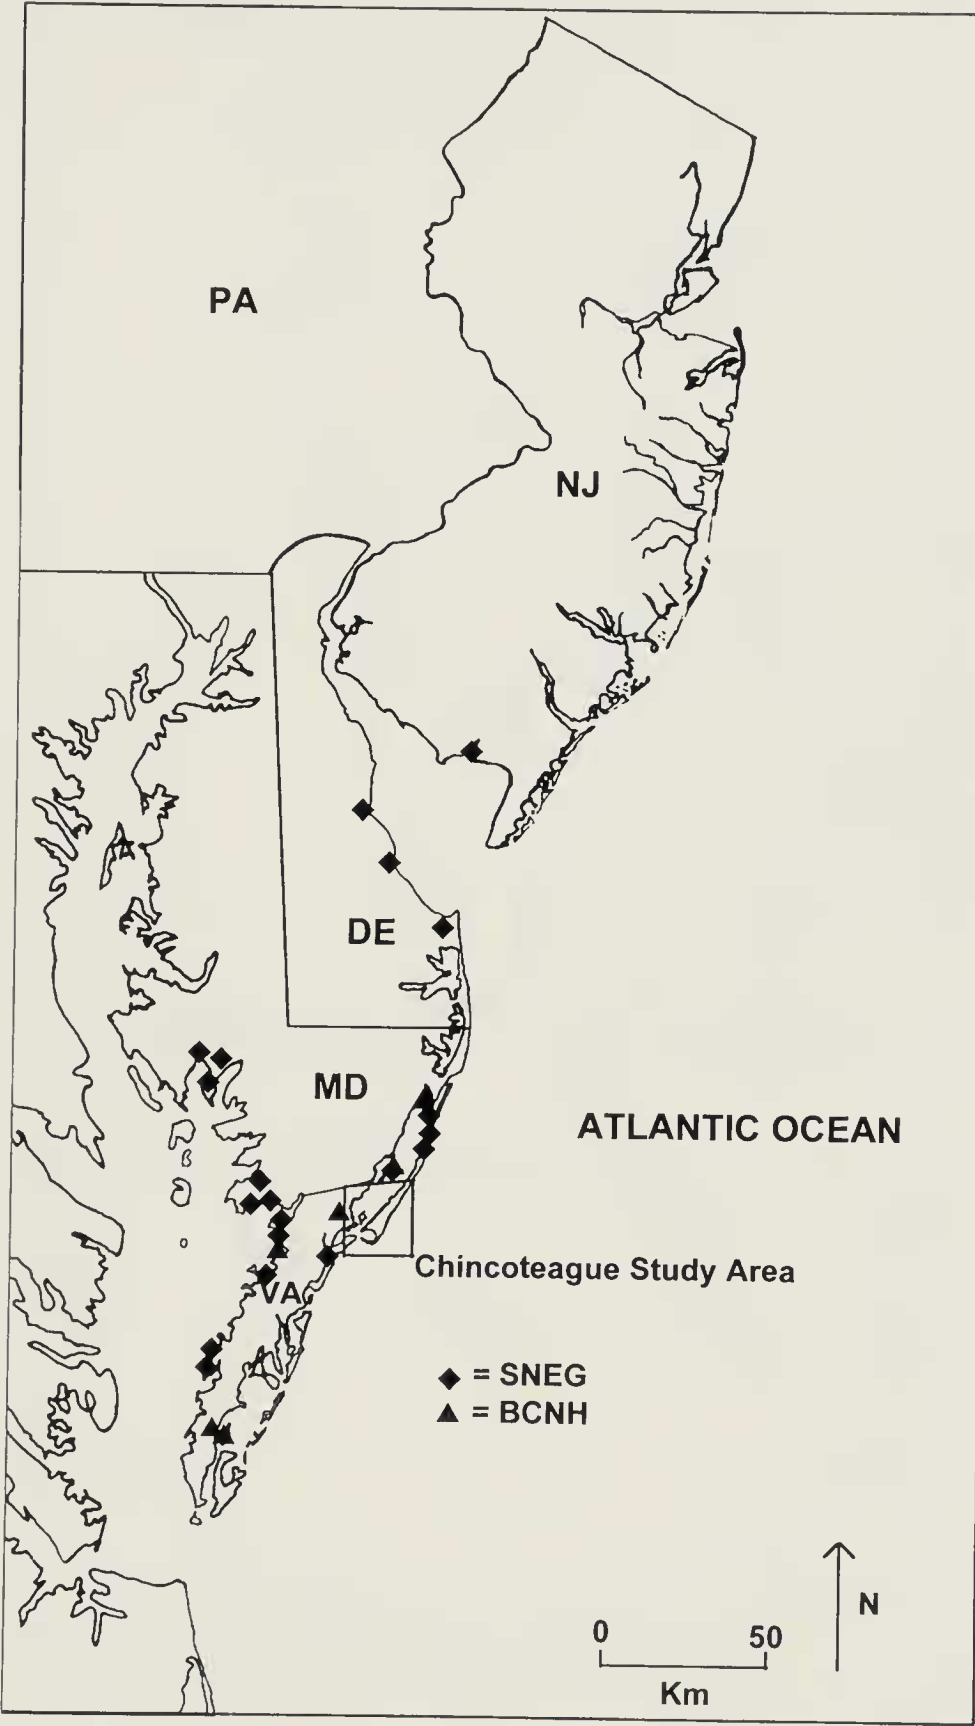 PA
NJ
DE
MD
ATLANTIC OCEAN
Chincoteague Study Area
VA
◆ = SNEG
▲ = BCNH
N
0 50
Km